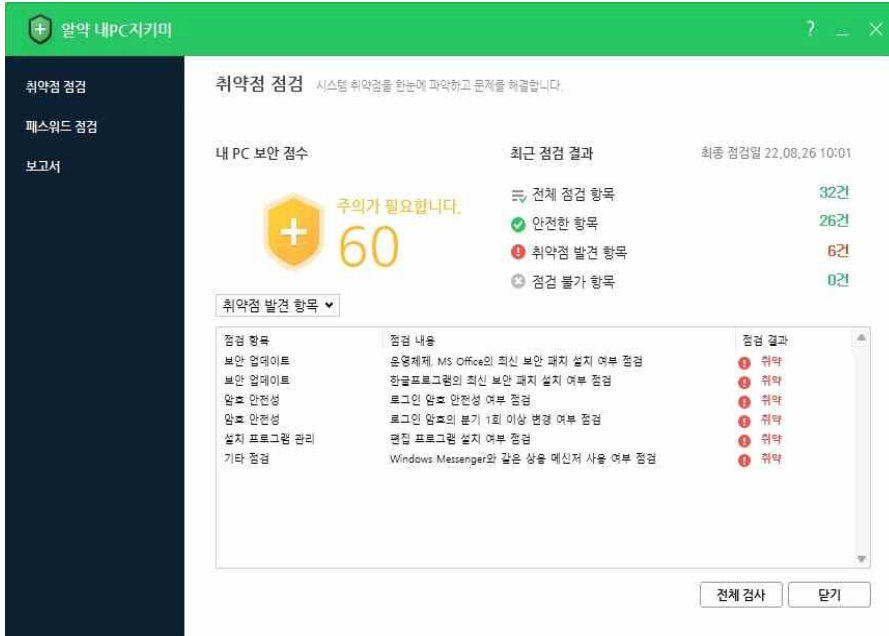 알약 내PC지키미
취약점 점검
패스워드 점검
보고서
취약점 점검 시스템 취약점을 한눈에 파악하고 문제를 해결합니다.
내 PC 보안 점수
주의가 필요합니다.
60
최근 점검 결과 최종 점검일 22.08.26 10:01
전체 점검 항목 32건
안전한 항목 26건
취약점 발견 항목 6건
점검 불가 항목 0건
취약점 발견 항목
점검 항목 점검 내용 점검 결과
보안 업데이트 운영체제, MS Office의 최신 보안 패치 설치 여부 점검 취약
보안 업데이트 한글프로그램의 최신 보안 패치 설치 여부 점검 취약
암호 안전성 로그인 암호 안전성 여부 점검 취약
암호 안전성 로그인 암호의 분기 1회 이상 변경 여부 점검 취약
설치 프로그램 관리 편집 프로그램 설치 여부 점검 취약
기타 점검 Windows Messenger와 같은 상용 메신저 사용 여부 점검 취약
전체 검사 닫기